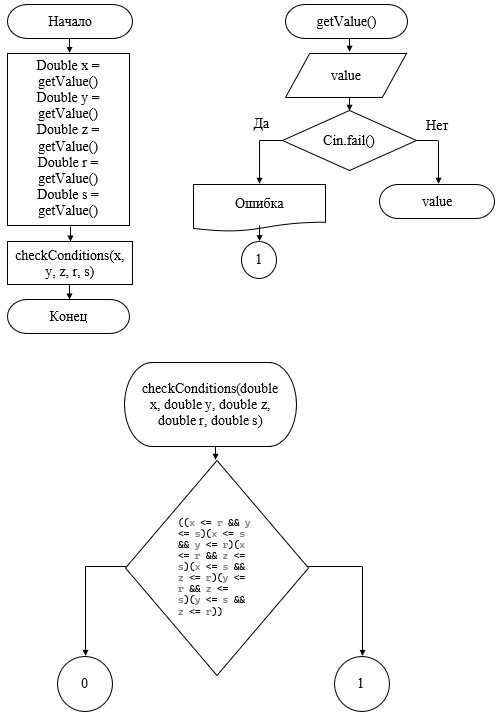 Начало
Double x =
getValue()
Double y =
getValue()
Double z =
getValue()
Double r =
getValue()
Double s =
getValue()
checkConditions(x,
y, z, r, s)
Конец
getValue()
value
Cin.fail()
Да
Нет
Ошибка
value
1
checkConditions(double
x, double y, double z,
double r, double s)
((x <= r && y
<= s)(x <= s
&& y <= r)(x
<= r && z <=
s)(x <= s &&
z <= r)(y <=
r && z <=
s)(y <= s &&
z <= r))
0
1